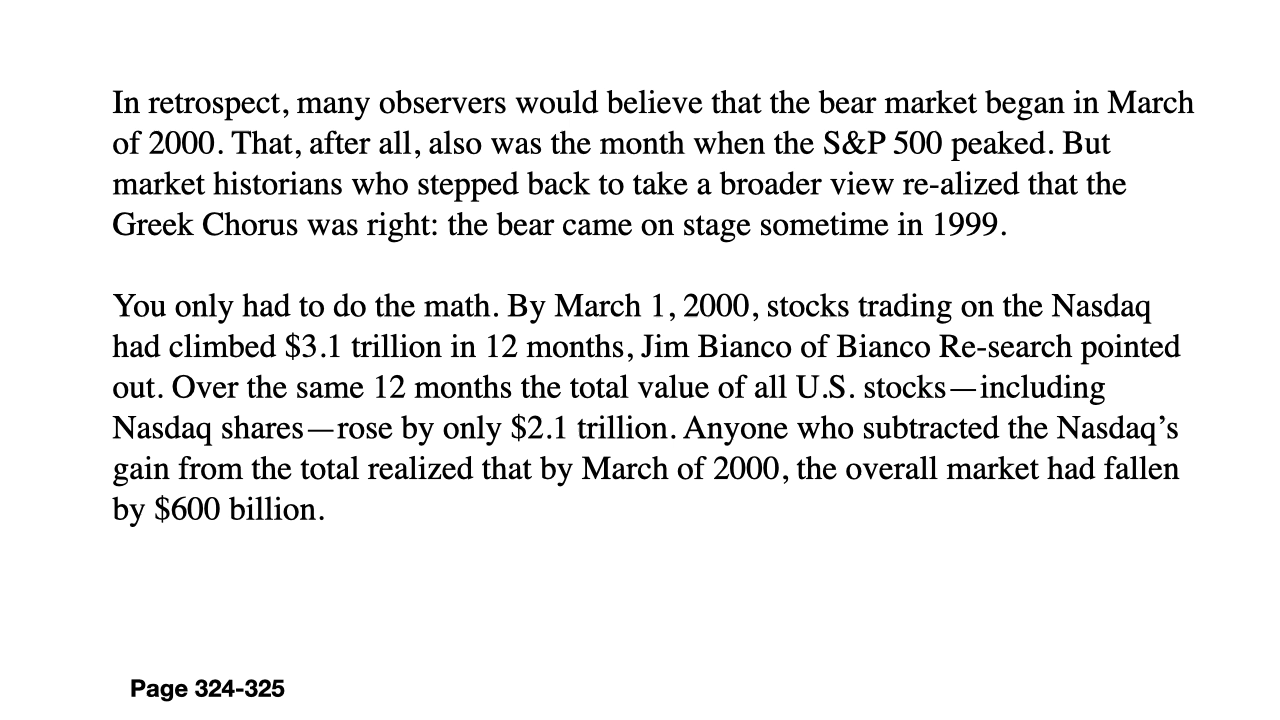 In retrospect, many observers would believe that the bear market began in March
of 2000. That, after all, also was the month when the S&P 500 peaked. But
market historians who stepped back to take a broader view re-alized that the
Greek Chorus was right: the bear came on stage sometime in 1999.
You only had to do the math. By March 1, 2000, stocks trading on the Nasdaq
had climbed $3.1 trillion in 12 months, Jim Bianco of Bianco Re-search pointed
out. Over the same 12 months the total value of all U.S. stocks—including
Nasdaq shares—rose by only $2.1 trillion. Anyone who subtracted the Nasdaq’s
gain from the total realized that by March of 2000, the overall market had fallen
by $600 billion.
Page 324-325